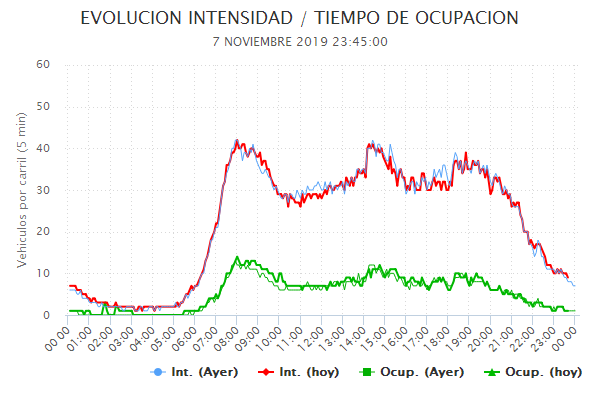 EVOLUCION INTENSIDAD / TIEMPO DE OCUPACION
7 NOVIEMBRE 2019 23:45:00
Vehiculos por carril (5 min)
60
50
40
30
20
10
0
00:00 01:00 02:00 03:00 04:00 05:00 06:00 07:00 08:00 09:00 10:00 11:00 12:00 13:00 14:00 15:00 16:00 17:00 18:00 19:00 20:00 21:00 22:00 23:00 00:00
Int. (Ayer) Int. (hoy) Ocup. (Ayer) Ocup. (hoy)